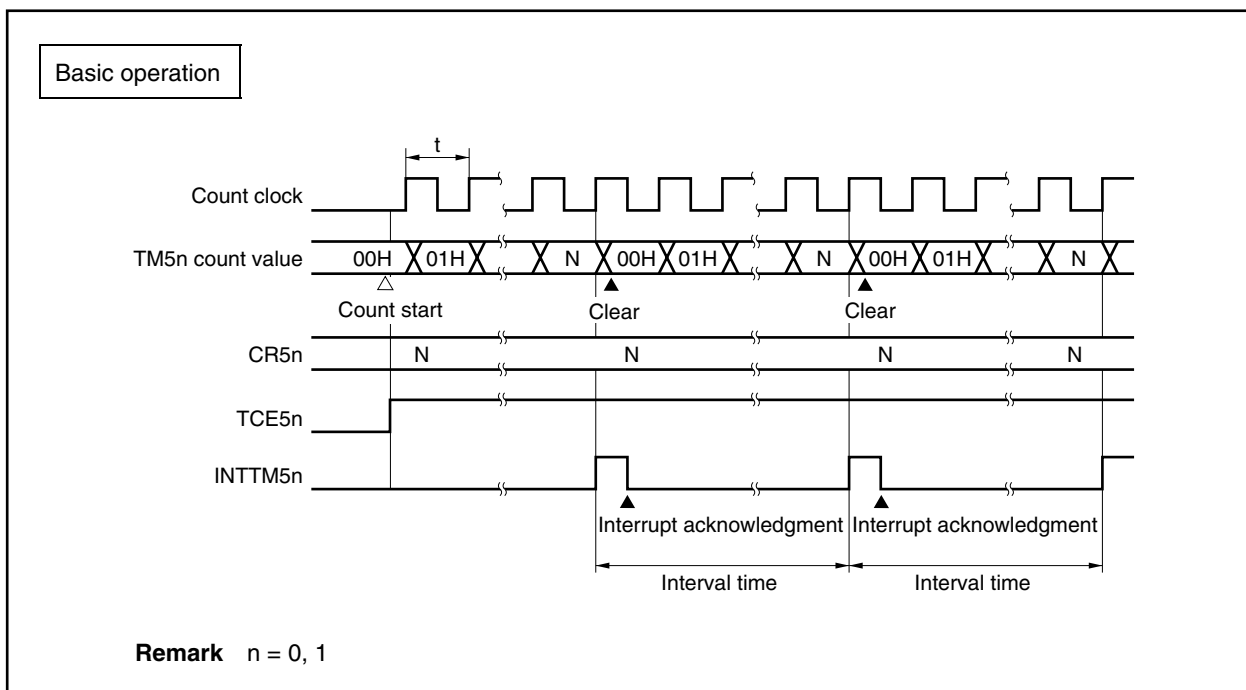 Basic operation
t
Count clock
TM5n count value 00H 01H N 00H 01H N 00H 01H N
Count start Clear Clear
CR5n N N N N
TCE5n
INTTM5n
Interrupt acknowledgment Interrupt acknowledgment
Interval time Interval time
Remark n = 0, 1